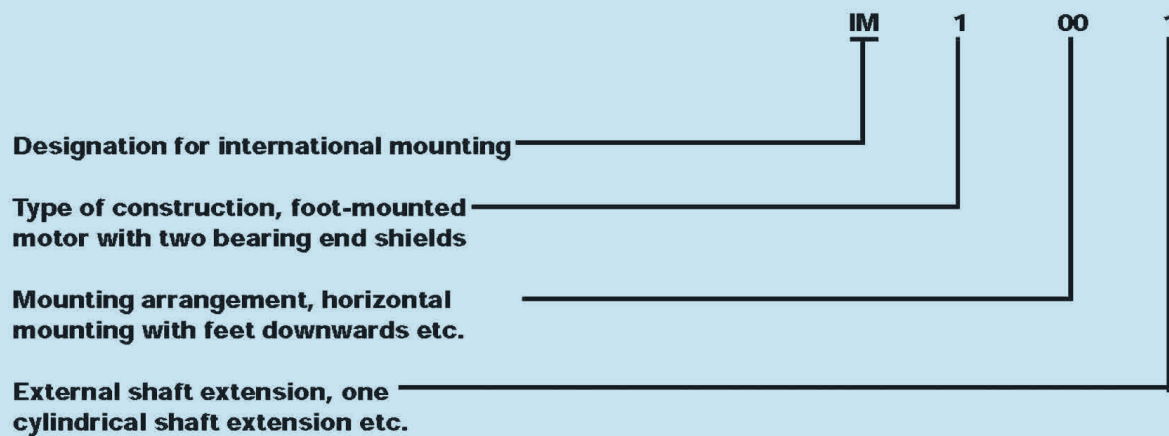 IM 1 00 1
Designation for international mounting
Type of construction, foot-mounted
motor with two bearing end shields
Mounting arrangement, horizontal
mounting with feet downwards etc.
External shaft extension, one
cylindrical shaft extension etc.